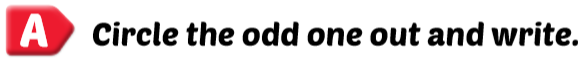 A Circle the odd one out and write.